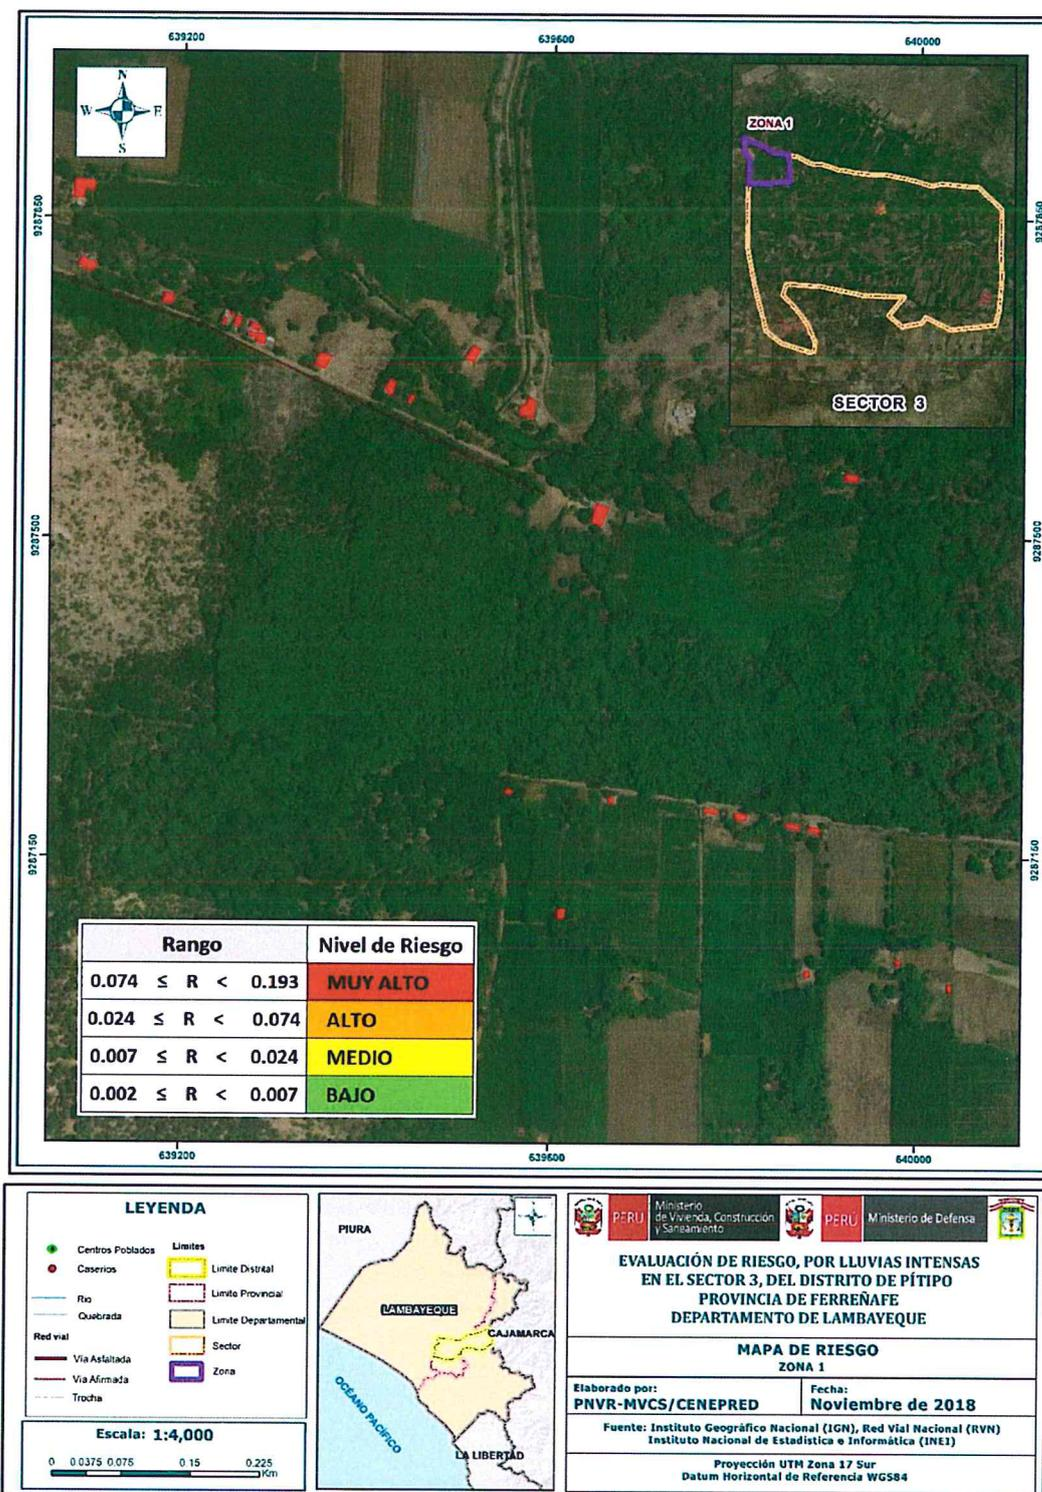 639200
639600
640000
N
W E
S
ZONA 1
SECTOR 3
9287850
9287850
9287500
9287500
9287150
9287150
Rango Nivel de Riesgo
0.074 ≤ R < 0.193 MUY ALTO
0.024 ≤ R < 0.074 ALTO
0.007 ≤ R < 0.024 MEDIO
0.002 ≤ R < 0.007 BAJO
639200
639600
640000
LEYENDA
Centros Poblados
Caserios
Rio
Quebrada
Red vial
Via Asfaltada
Via Afirmada
Trocha
Limites
Limite Distrital
Limite Provincial
Limite Departamental
Sector
Zona
Escala: 1:4,000
0 0.0375 0.075 0.15 0.225
Km
PIURA
LAMBAYEQUE
CAJAMARCA
OCÉANO PACÍFICO
LA LIBERTAD
PERÚ
Ministerio
de Vivienda, Construcción
y Saneamiento
PERÚ
Ministerio de Defensa
EVALUACIÓN DE RIESGO, POR LLUVIAS INTENSAS
EN EL SECTOR 3, DEL DISTRITO DE PÍTIPO
PROVINCIA DE FERREÑAFE
DEPARTAMENTO DE LAMBAYEQUE
MAPA DE RIESGO
ZONA 1
Elaborado por:
PNVR-MVCS/CENEPRED
Fecha:
Noviembre de 2018
Fuente: Instituto Geográfico Nacional (IGN), Red Vial Nacional (RVN)
Instituto Nacional de Estadística e Informática (INEI)
Proyección UTM Zona 17 Sur
Datum Horizontal de Referencia WGS84